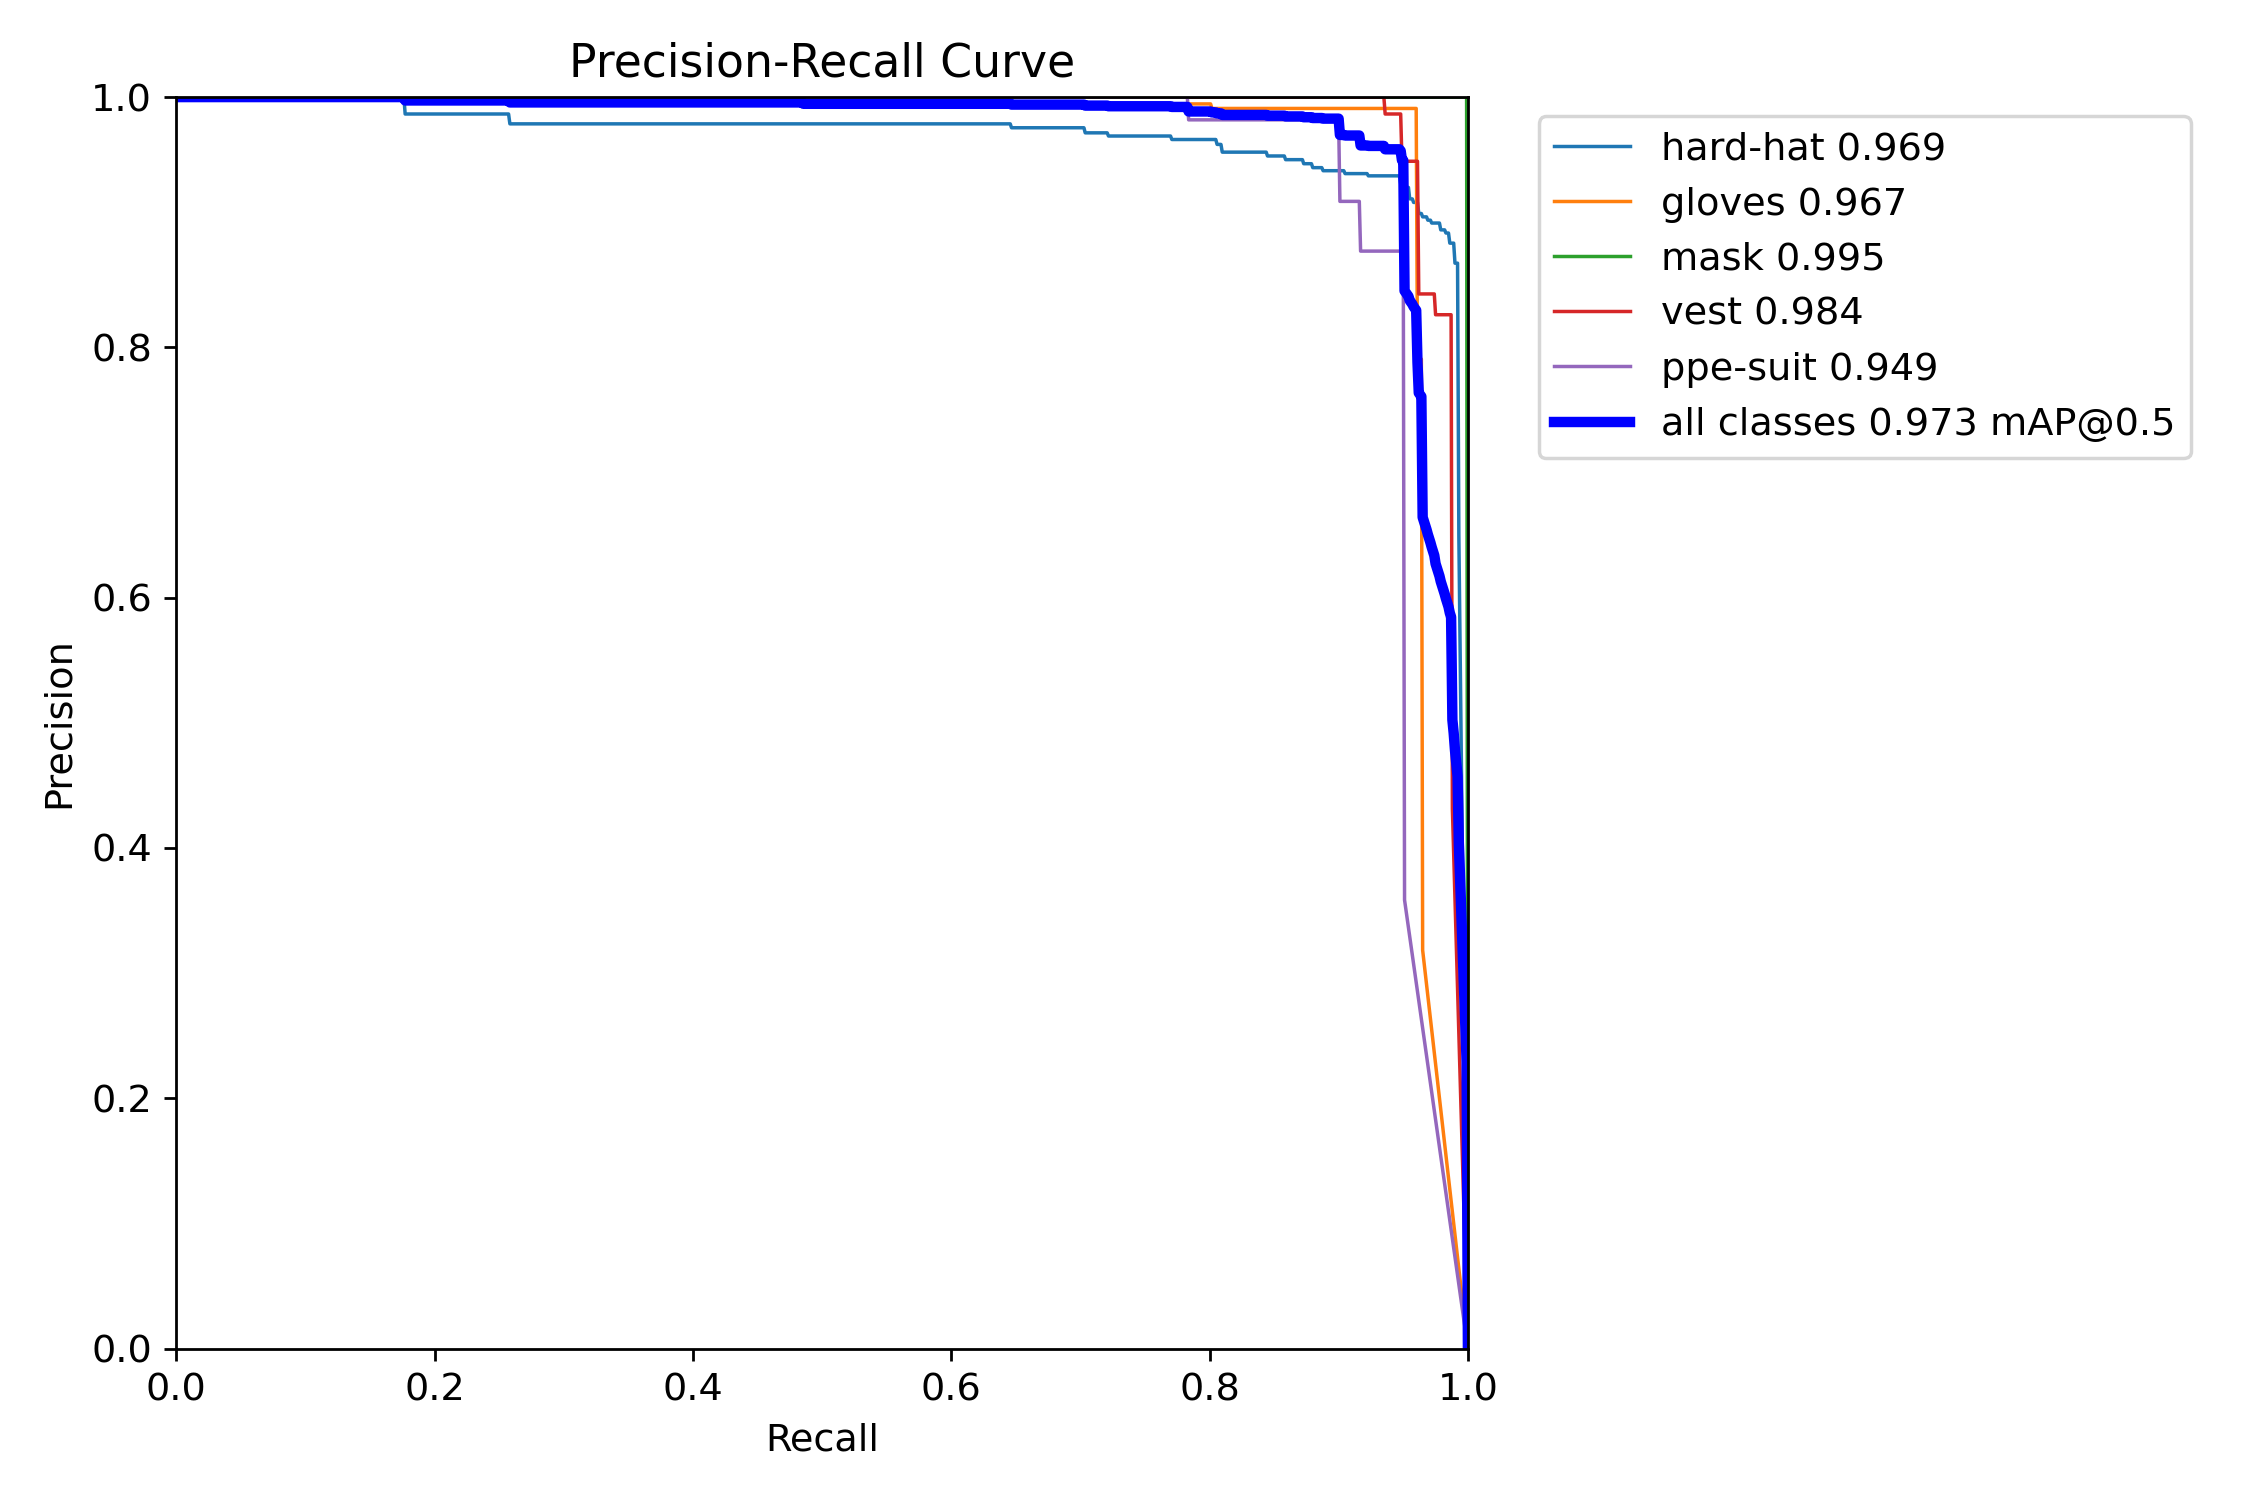 Precision-Recall Curve
1.0
0.8
0.6
0.4
0.2
0.0
Precision
0.0 0.2 0.4 0.6 0.8 1.0
Recall
hard-hat 0.969
gloves 0.967
mask 0.995
vest 0.984
ppe-suit 0.949
all classes 0.973 mAP@0.5